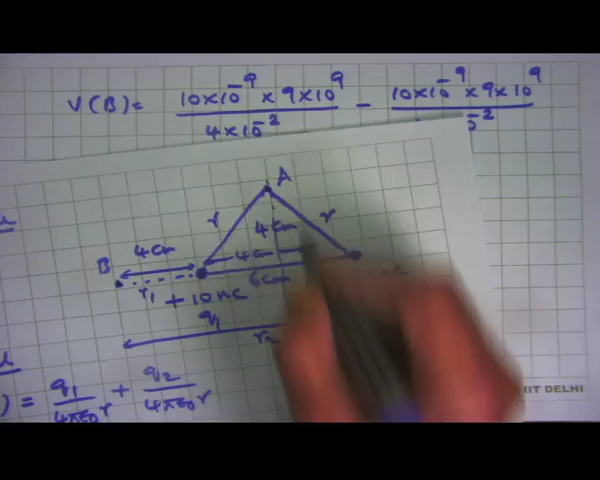 V(B) = 10×10⁻⁹ × 9×10⁹ / 4×10⁻² − 10×10⁻⁹ × 9×10⁹ / ⁻²
A
r r
4cm
4cm 4cm
B 6cm
r₁ +10nc
q₁
r₂
) = q₁/4πε₀r + q₂/4πε₀r
IIT DELHI